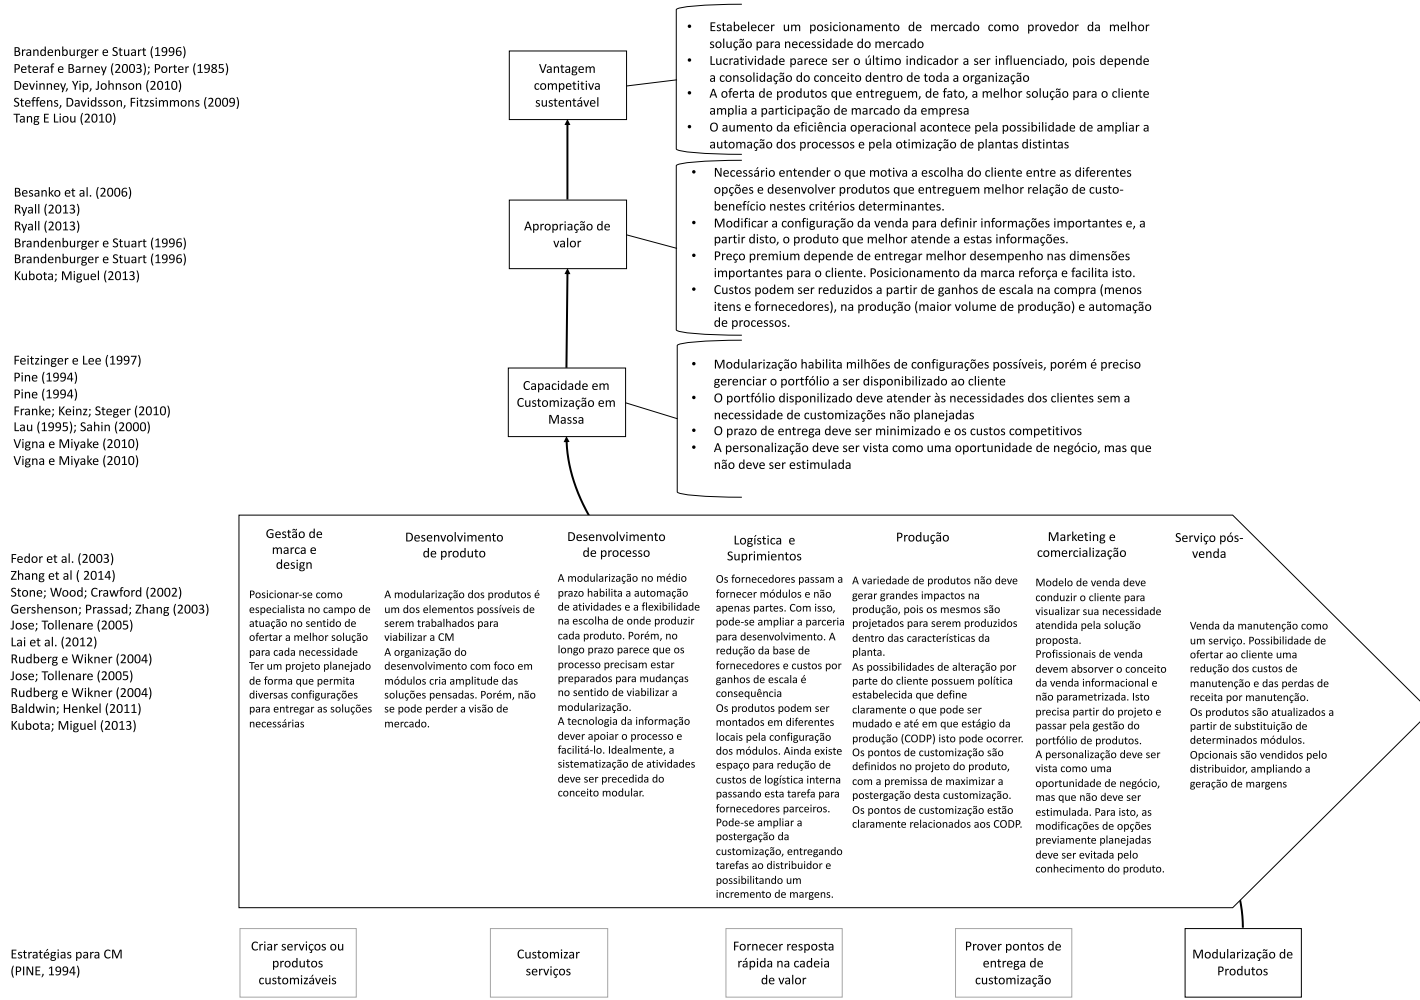 Brandenburger e Stuart (1996)
Peteraf e Barney (2003); Porter (1985)
Devinney, Yip, Johnson (2010)
Steffens, Davidsson, Fitzsimmons (2009)
Tang E Liou (2010)
Vantagem
competitiva
sustentável
• Estabelecer um posicionamento de mercado como provedor da melhor
solução para necessidade do mercado
• Lucratividade parece ser o último indicador a ser influenciado, pois depende
a consolidação do conceito dentro de toda a organização
• A oferta de produtos que entreguem, de fato, a melhor solução para o cliente
amplia a participação de marcado da empresa
• O aumento da eficiência operacional acontece pela possibilidade de ampliar a
automação dos processos e pela otimização de plantas distintas
Besanko et al. (2006)
Ryall (2013)
Ryall (2013)
Brandenburger e Stuart (1996)
Brandenburger e Stuart (1996)
Kubota; Miguel (2013)
Apropriação de
valor
• Necessário entender o que motiva a escolha do cliente entre as diferentes
opções e desenvolver produtos que entreguem melhor relação de custo-
benefício nestes critérios determinantes.
• Modificar a configuração da venda para definir informações importantes e, a
partir disto, o produto que melhor atende a estas informações.
• Preço premium depende de entregar melhor desempenho nas dimensões
importantes para o cliente. Posicionamento da marca reforça e facilita isto.
• Custos podem ser reduzidos a partir de ganhos de escala na compra (menos
itens e fornecedores), na produção (maior volume de produção) e automação
de processos.
Feitzinger e Lee (1997)
Pine (1994)
Pine (1994)
Franke; Keinz; Steger (2010)
Lau (1995); Sahin (2000)
Vigna e Miyake (2010)
Vigna e Miyake (2010)
Capacidade em
Customização em
Massa
• Modularização habilita milhões de configurações possíveis, porém é preciso
gerenciar o portfólio a ser disponibilizado ao cliente
• O portfólio disponilizado deve atender às necessidades dos clientes sem a
necessidade de customizações não planejadas
• O prazo de entrega deve ser minimizado e os custos competitivos
• A personalização deve ser vista como uma oportunidade de negócio, mas que
não deve ser estimulada
Fedor et al. (2003)
Zhang et al ( 2014)
Stone; Wood; Crawford (2002)
Gershenson; Prassad; Zhang (2003)
Jose; Tollenare (2005)
Lai et al. (2012)
Rudberg e Wikner (2004)
Jose; Tollenare (2005)
Rudberg e Wikner (2004)
Baldwin; Henkel (2011)
Kubota; Miguel (2013)
Gestão de
marca e
design
Posicionar-se como
especialista no campo de
atuação no sentido de
ofertar a melhor solução
para cada necessidade
Ter um projeto planejado
de forma que permita
diversas configurações
para entregar as soluções
necessárias
Desenvolvimento
de produto
A modularização dos produtos é
um dos elementos possíveis de
serem trabalhados para
viabilizar a CM
A organização do
desenvolvimento com foco em
módulos cria amplitude das
soluções pensadas. Porém, não
se pode perder a visão de
mercado.
Desenvolvimento
de processo
A modularização no médio
prazo habilita a automação
de atividades e a flexibilidade
na escolha de onde produzir
cada produto. Porém, no
longo prazo parece que os
processo precisam estar
preparados para mudanças
no sentido de viabilizar a
modularização.
A tecnologia da informação
dever apoiar o processo e
facilitá-lo. Idealmente, a
sistematização de atividades
deve ser precedida do
conceito modular.
Logística e
Suprimientos
Os fornecedores passam a
fornecer módulos e não
apenas partes. Com isso,
pode-se ampliar a parceria
para desenvolvimento. A
redução da base de
fornecedores e custos por
ganhos de escala é
consequência
Os produtos podem ser
montados em diferentes
locais pela configuração
dos módulos. Ainda existe
espaço para redução de
custos de logística interna
passando esta tarefa para
fornecedores parceiros.
Pode-se ampliar a
postergação da
customização, entregando
tarefas ao distribuidor e
possibilitando um
incremento de margens.
Produção
A variedade de produtos não deve
gerar grandes impactos na
produção, pois os mesmos são
projetados para serem produzidos
dentro das características da
planta.
As possibilidades de alteração por
parte do cliente possuem política
estabelecida que define
claramente o que pode ser
mudado e até em que estágio da
produção (CODP) isto pode ocorrer.
Os pontos de customização são
definidos no projeto do produto,
com a premissa de maximizar a
postergação desta customização.
Os pontos de customização estão
claramente relacionados aos CODP.
Marketing e
comercialização
Modelo de venda deve
conduzir o cliente para
visualizar sua necessidade
atendida pela solução
proposta.
Profissionais de venda
devem absorver o conceito
da venda informacional e
não parametrizada. Isto
precisa partir do projeto e
passar pela gestão do
portfólio de produtos.
A personalização deve ser
vista como uma
oportunidade de negócio,
mas que não deve ser
estimulada. Para isto, as
modificações de opções
previamente planejadas
deve ser evitada pelo
conhecimento do produto.
Serviço pós-
venda
Venda da manutenção como
um serviço. Possibilidade de
ofertar ao cliente uma
redução dos custos de
manutenção e das perdas de
receita por manutenção.
Os produtos são atualizados a
partir de substituição de
determinados módulos.
Opcionais são vendidos pelo
distribuidor, ampliando a
geração de margens
Estratégias para CM
(PINE, 1994)
Criar serviços ou
produtos
customizáveis
Customizar
serviços
Fornecer resposta
rápida na cadeia
de valor
Prover pontos de
entrega de
customização
Modularização de
Produtos